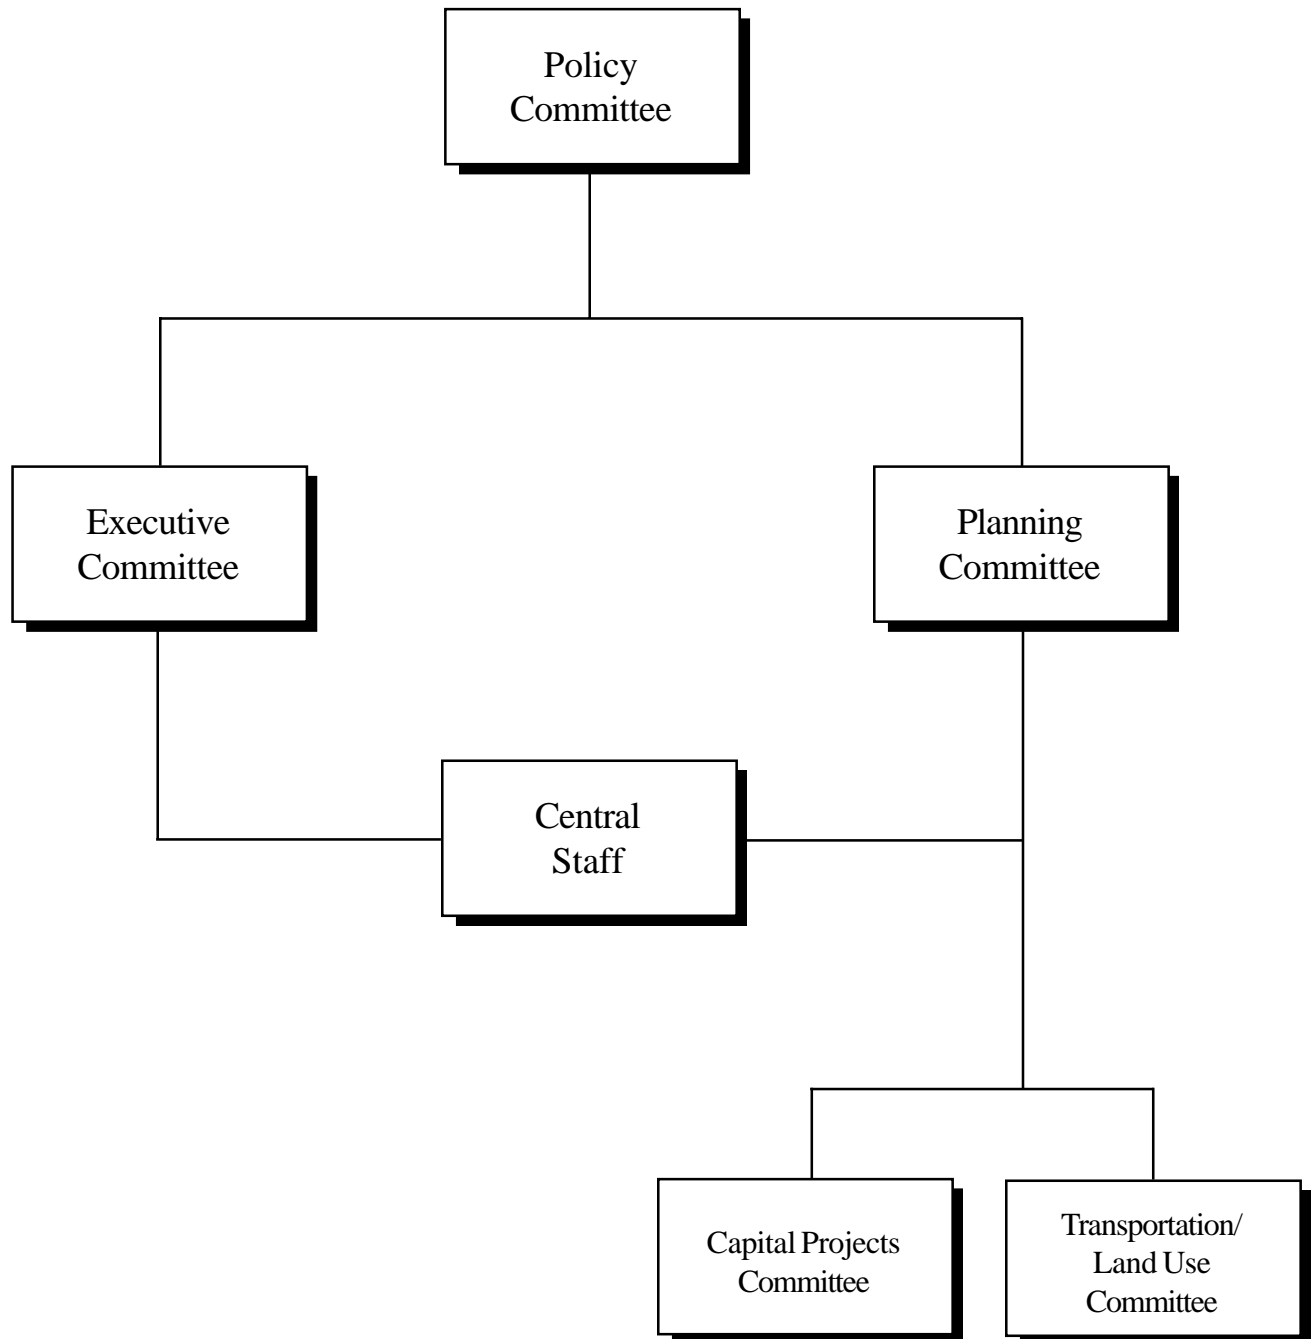 Policy
Committee
Executive
Committee
Planning
Committee
Central
Staff
Capital Projects
Committee
Transportation/
Land Use
Committee